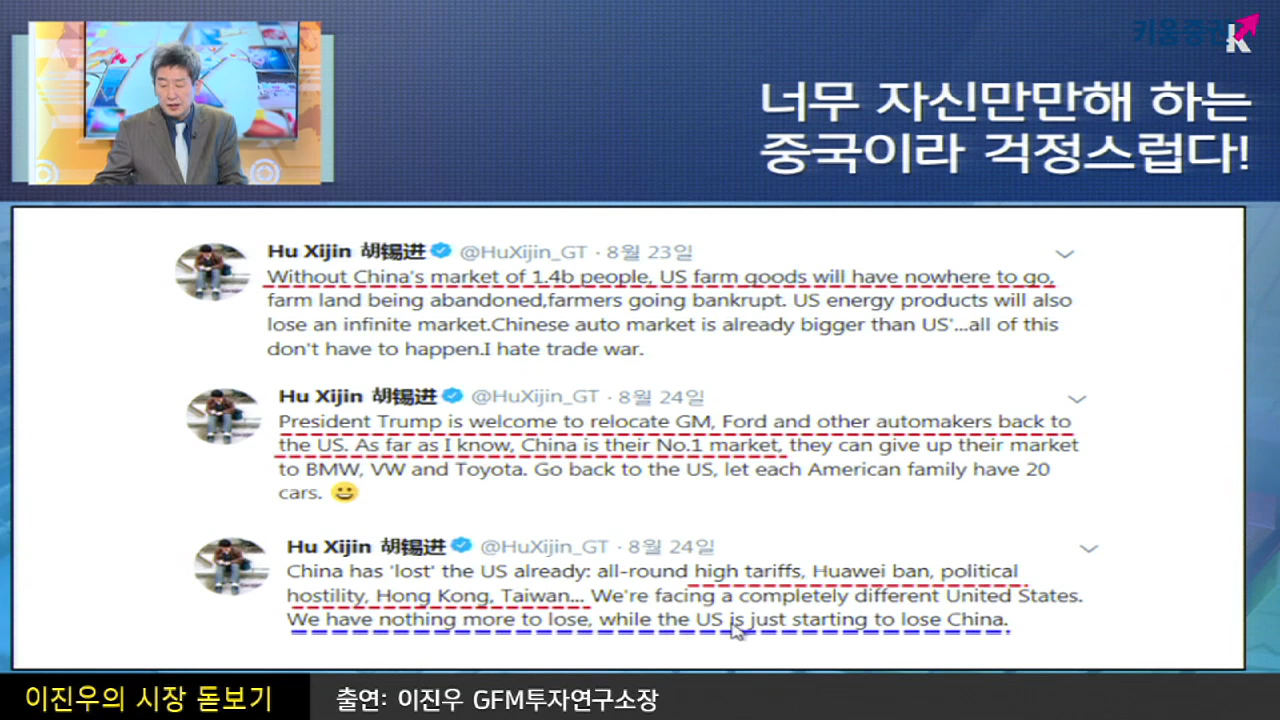 키움증권
너무 자신만만해 하는
중국이라 걱정스럽다!
Hu Xijin 胡锡进 @HuXijin_GT · 8월 23일
Without China's market of 1.4b people, US farm goods will have nowhere to go,
farm land being abandoned,farmers going bankrupt. US energy products will also
lose an infinite market.Chinese auto market is already bigger than US'...all of this
don't have to happen.I hate trade war.
Hu Xijin 胡锡进 @HuXijin_GT · 8월 24일
President Trump is welcome to relocate GM, Ford and other automakers back to
the US. As far as I know, China is their No.1 market, they can give up their market
to BMW, VW and Toyota. Go back to the US, let each American family have 20
cars. 😀
Hu Xijin 胡锡进 @HuXijin_GT · 8월 24일
China has 'lost' the US already: all-round high tariffs, Huawei ban, political
hostility, Hong Kong, Taiwan... We're facing a completely different United States.
We have nothing more to lose, while the US is just starting to lose China.
이진우의 시장 돋보기
출연: 이진우 GFM투자연구소장